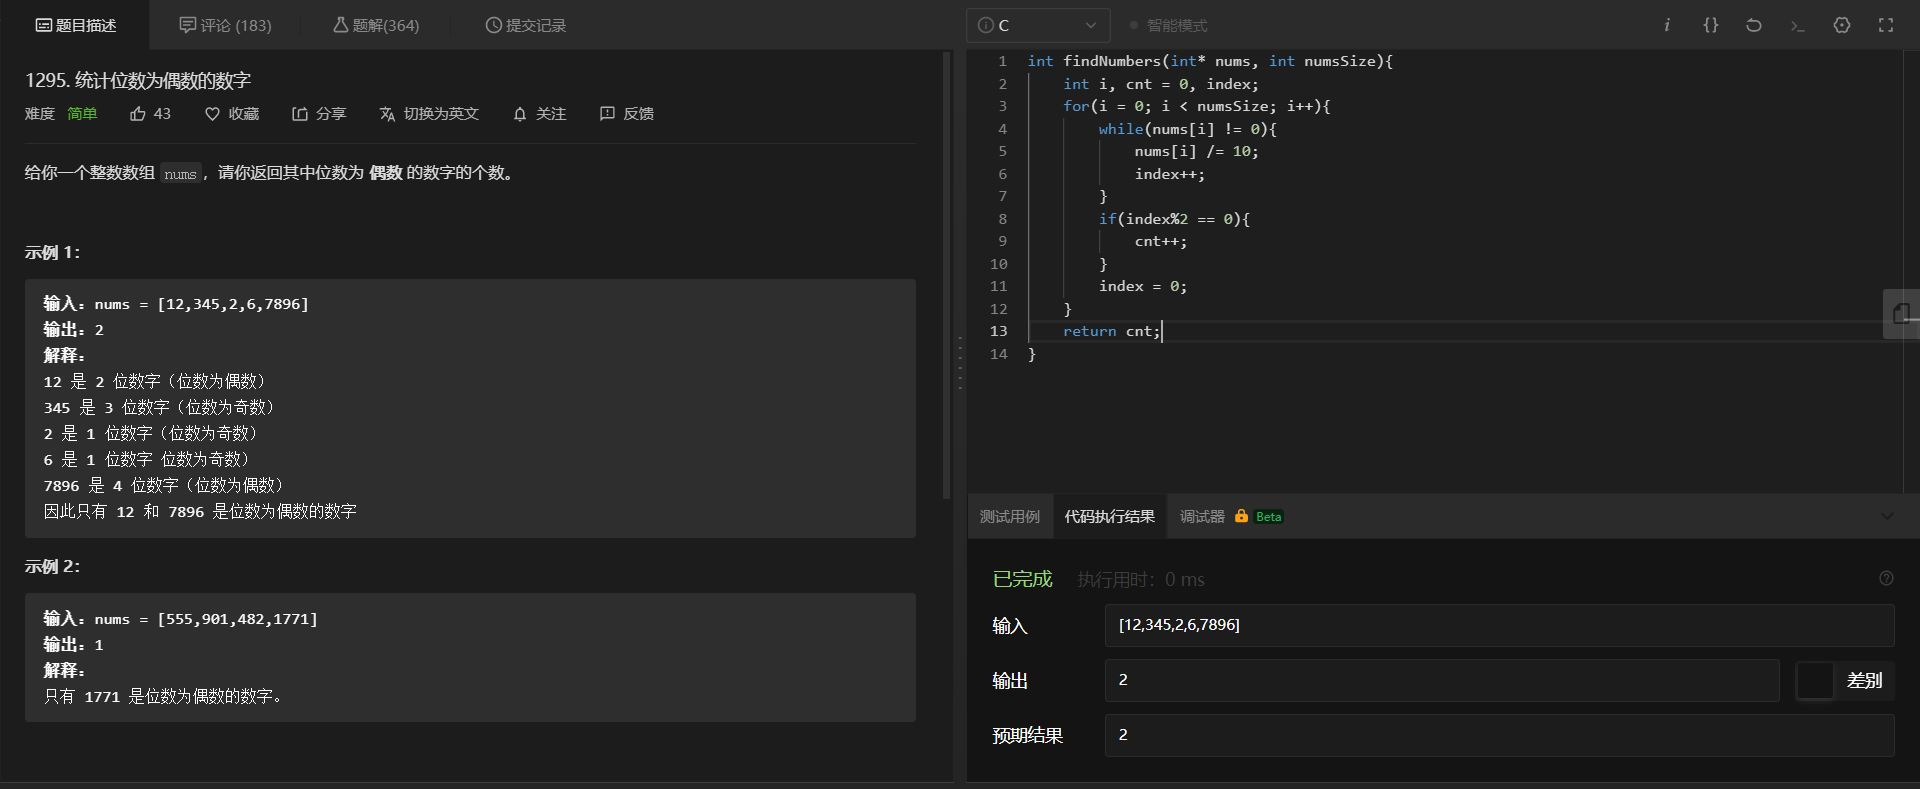 题目描述 评论 (183) 题解(364) 提交记录
1295. 统计位数为偶数的数字
难度 简单 43 收藏 分享 切换为英文 关注 反馈
给你一个整数数组 nums，请你返回其中位数为 偶数 的数字的个数。
示例 1：
输入：nums = [12,345,2,6,7896]
输出：2
解释：
12 是 2 位数字（位数为偶数）
345 是 3 位数字（位数为奇数）
2 是 1 位数字（位数为奇数）
6 是 1 位数字 位数为奇数）
7896 是 4 位数字（位数为偶数）
因此只有 12 和 7896 是位数为偶数的数字
示例 2：
输入：nums = [555,901,482,1771]
输出：1
解释：
只有 1771 是位数为偶数的数字。
C 智能模式
1 int findNumbers(int* nums, int numsSize){
2 int i, cnt = 0, index;
3 for(i = 0; i < numsSize; i++){
4 while(nums[i] != 0){
5 nums[i] /= 10;
6 index++;
7 }
8 if(index%2 == 0){
9 cnt++;
10 }
11 index = 0;
12 }
13 return cnt;
14 }
测试用例 代码执行结果 调试器 Beta
已完成 执行用时：0 ms
输入 [12,345,2,6,7896]
输出 2 差别
预期结果 2